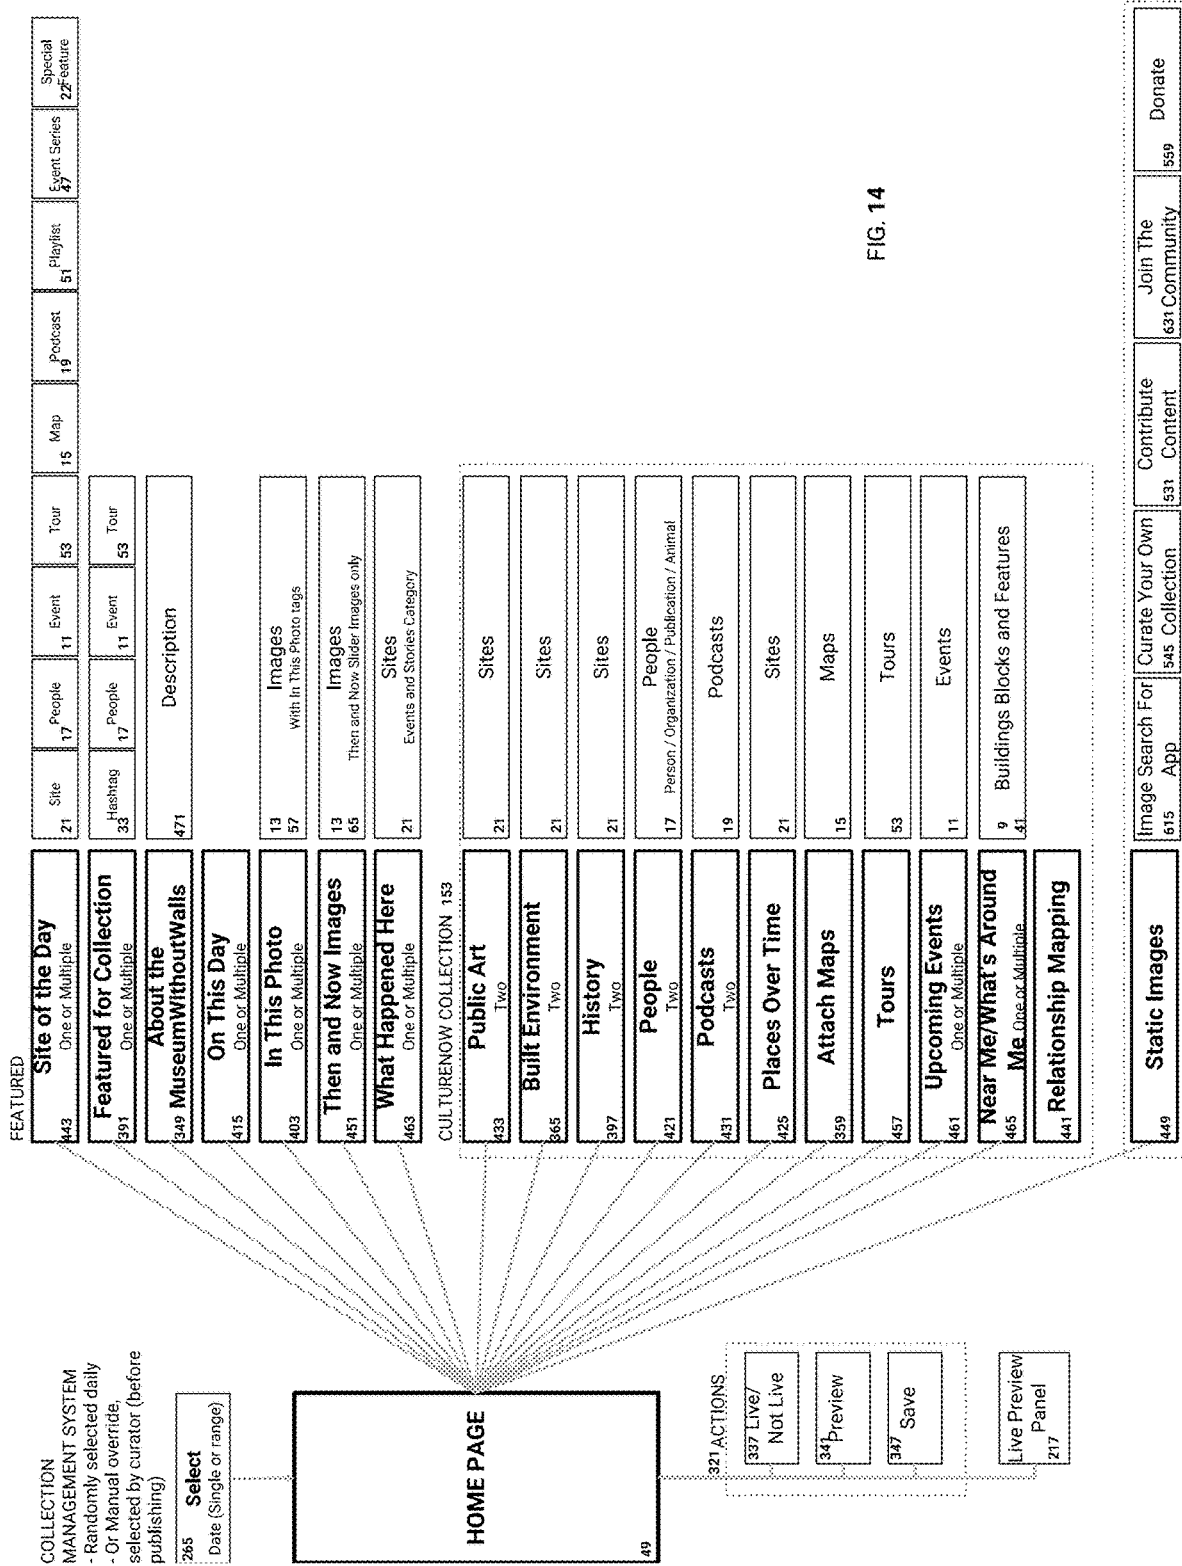 COLLECTION
MANAGEMENT SYSTEM
- Randomly selected daily
- Or Manual override,
selected by curator (before
publishing)
265 Select
Date (Single or range)
HOME PAGE
49
321 ACTIONS
337 Live/
Not Live
341 Preview
347 Save
Live Preview
Panel
217
FEATURED
Site of the Day
443 One or Multiple
21 Site
17 People
11 Event
53 Tour
15 Map
19 Podcast
51 Playlist
Event Series
47
Special
22 Feature
Featured for Collection
391 One or Multiple
Hashtag
33
17 People
11 Event
53 Tour
About the
349 MuseumWithoutWalls
471 Description
On This Day
415 One or Multiple
In This Photo
403 One or Multiple
13 Images
57 With In This Photo tags
Then and Now Images
451 One or Multiple
13 Images
65 Then and Now Slider Images only
What Happened Here
463 One or Multiple
Sites
21 Events and Stories Category
CULTURENOW COLLECTION 153
Public Art
433 Two
21 Sites
Built Environment
365 Two
21 Sites
History
397 Two
21 Sites
People
421 Two
People
17 Person / Organization / Publication / Animal
Podcasts
431 Two
19 Podcasts
Places Over Time
425
21 Sites
Attach Maps
359
15 Maps
Tours
457
53 Tours
Upcoming Events
461 One or Multiple
11 Events
Near Me/What's Around
465 Me One or Multiple
9 Buildings Blocks and Features
41
Relationship Mapping
441
Static Images
449
Image Search For
615 App
Curate Your Own
545 Collection
Contribute
531 Content
Join The
631 Community
559 Donate
FIG. 14